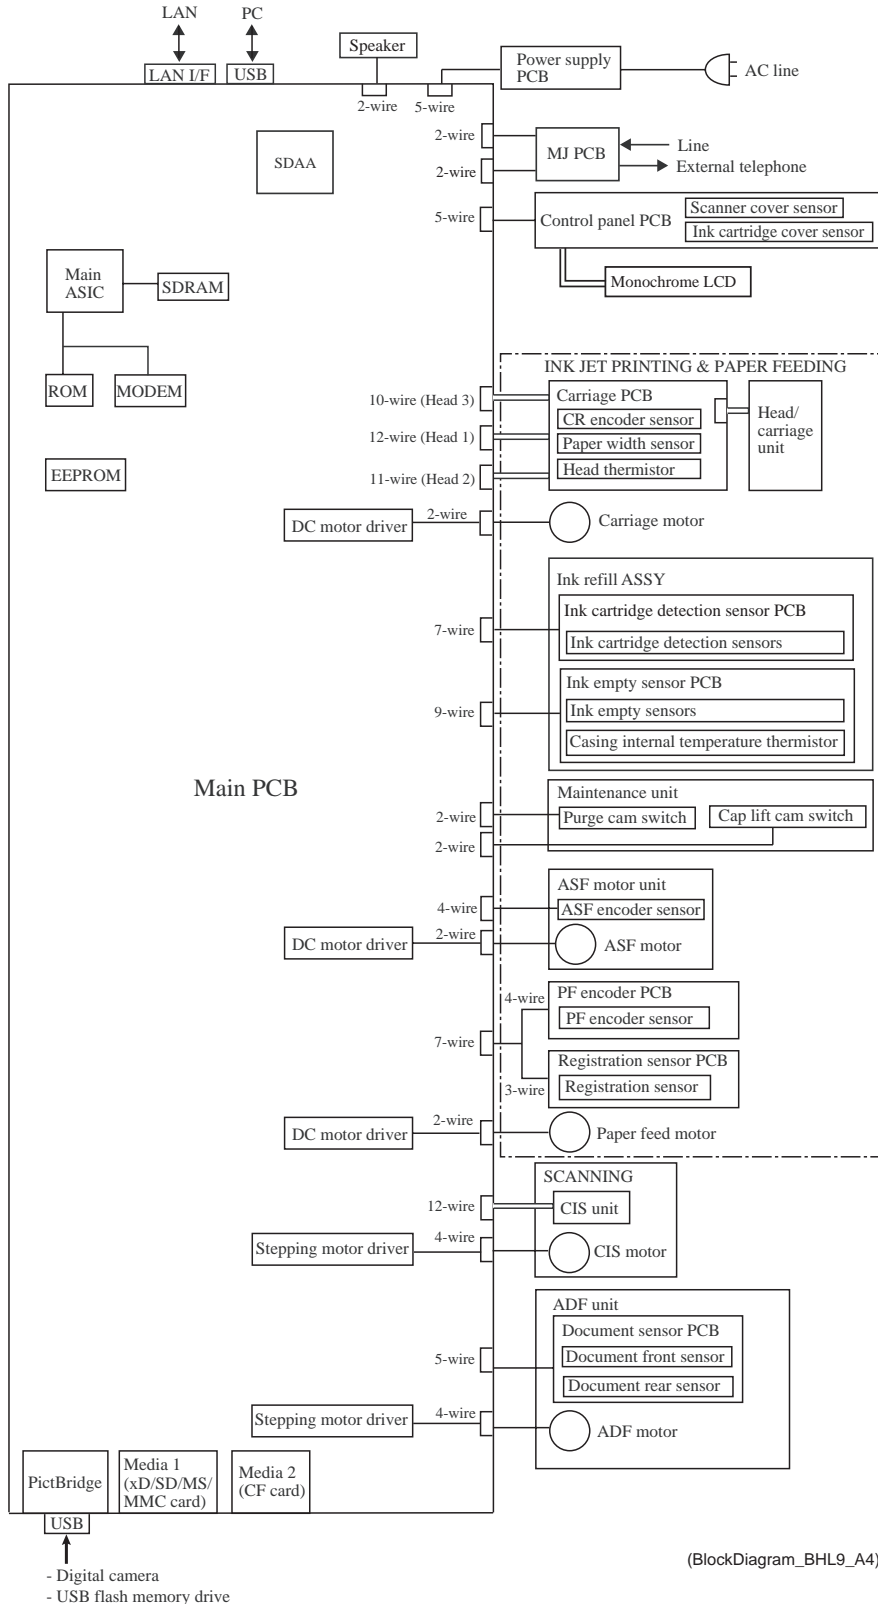 LAN
PC
LAN I/F
USB
Speaker
2-wire
5-wire
Power supply
PCB
AC line
SDAA
2-wire
2-wire
MJ PCB
Line
External telephone
5-wire
Control panel PCB
Scanner cover sensor
Ink cartridge cover sensor
Monochrome LCD
Main
ASIC
SDRAM
ROM
MODEM
EEPROM
INK JET PRINTING & PAPER FEEDING
10-wire (Head 3)
12-wire (Head 1)
11-wire (Head 2)
Carriage PCB
CR encoder sensor
Paper width sensor
Head thermistor
Head/
carriage
unit
DC motor driver
2-wire
Carriage motor
Ink refill ASSY
7-wire
Ink cartridge detection sensor PCB
Ink cartridge detection sensors
9-wire
Ink empty sensor PCB
Ink empty sensors
Casing internal temperature thermistor
Main PCB
Maintenance unit
2-wire
Purge cam switch
Cap lift cam switch
2-wire
ASF motor unit
4-wire
ASF encoder sensor
DC motor driver
2-wire
ASF motor
7-wire
4-wire
PF encoder PCB
PF encoder sensor
3-wire
Registration sensor PCB
Registration sensor
DC motor driver
2-wire
Paper feed motor
SCANNING
12-wire
CIS unit
Stepping motor driver
4-wire
CIS motor
ADF unit
5-wire
Document sensor PCB
Document front sensor
Document rear sensor
Stepping motor driver
4-wire
ADF motor
PictBridge
Media 1
(xD/SD/MS/
MMC card)
Media 2
(CF card)
USB
- Digital camera
- USB flash memory drive
(BlockDiagram_BHL9_A4)